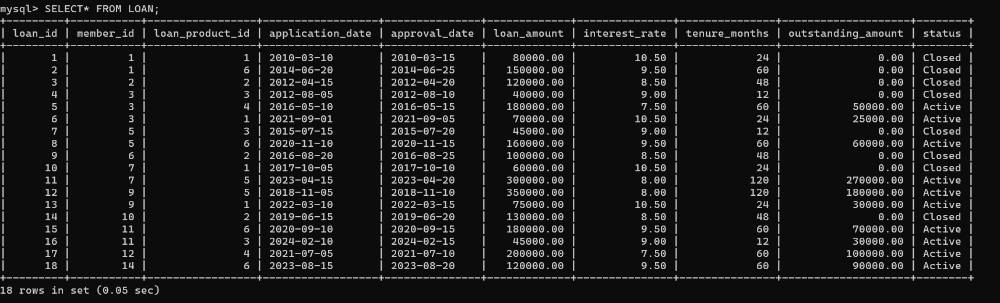 mysql> SELECT* FROM LOAN;
+---------+-----------+-----------------+------------------+---------------+-------------+---------------+---------------+--------------------+--------+
| loan_id | member_id | loan_product_id | application_date | approval_date | loan_amount | interest_rate | tenure_months | outstanding_amount | status |
+---------+-----------+-----------------+------------------+---------------+-------------+---------------+---------------+--------------------+--------+
|       1 |         1 |               1 | 2010-03-10       | 2010-03-15    |    80000.00 |         10.50 |            24 |               0.00 | Closed |
|       2 |         1 |               6 | 2014-06-20       | 2014-06-25    |   150000.00 |          9.50 |            60 |               0.00 | Closed |
|       3 |         2 |               2 | 2012-04-15       | 2012-04-20    |   120000.00 |          8.50 |            48 |               0.00 | Closed |
|       4 |         3 |               3 | 2012-08-05       | 2012-08-10    |    40000.00 |          9.00 |            12 |               0.00 | Closed |
|       5 |         3 |               4 | 2016-05-10       | 2016-05-15    |   180000.00 |          7.50 |            60 |           50000.00 | Active |
|       6 |         3 |               1 | 2021-09-01       | 2021-09-05    |    70000.00 |         10.50 |            24 |           25000.00 | Active |
|       7 |         5 |               3 | 2015-07-15       | 2015-07-20    |    45000.00 |          9.00 |            12 |               0.00 | Closed |
|       8 |         5 |               6 | 2020-11-10       | 2020-11-15    |   160000.00 |          9.50 |            60 |           60000.00 | Active |
|       9 |         6 |               2 | 2016-08-20       | 2016-08-25    |   100000.00 |          8.50 |            48 |               0.00 | Closed |
|      10 |         7 |               1 | 2017-10-05       | 2017-10-10    |    60000.00 |         10.50 |            24 |               0.00 | Closed |
|      11 |         7 |               5 | 2023-04-15       | 2023-04-20    |   300000.00 |          8.00 |           120 |          270000.00 | Active |
|      12 |         9 |               5 | 2018-11-05       | 2018-11-10    |   350000.00 |          8.00 |           120 |          180000.00 | Active |
|      13 |         9 |               1 | 2022-03-10       | 2022-03-15    |    75000.00 |         10.50 |            24 |           30000.00 | Active |
|      14 |        10 |               2 | 2019-06-15       | 2019-06-20    |   130000.00 |          8.50 |            48 |               0.00 | Closed |
|      15 |        11 |               6 | 2020-09-10       | 2020-09-15    |   180000.00 |          9.50 |            60 |           70000.00 | Active |
|      16 |        11 |               3 | 2024-02-10       | 2024-02-15    |    45000.00 |          9.00 |            12 |           30000.00 | Active |
|      17 |        12 |               4 | 2021-07-05       | 2021-07-10    |   200000.00 |          7.50 |            60 |          100000.00 | Active |
|      18 |        14 |               6 | 2023-08-15       | 2023-08-20    |   120000.00 |          9.50 |            60 |           90000.00 | Active |
+---------+-----------+-----------------+------------------+---------------+-------------+---------------+---------------+--------------------+--------+
18 rows in set (0.05 sec)